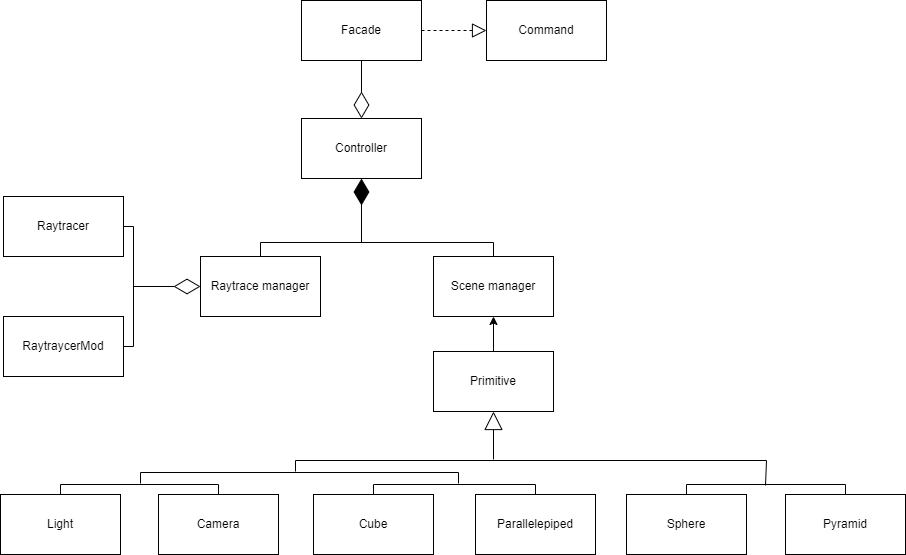 Facade
Command
Controller
Raytracer
Raytrace manager
Scene manager
RaytraycerMod
Primitive
Light
Camera
Cube
Parallelepiped
Sphere
Pyramid